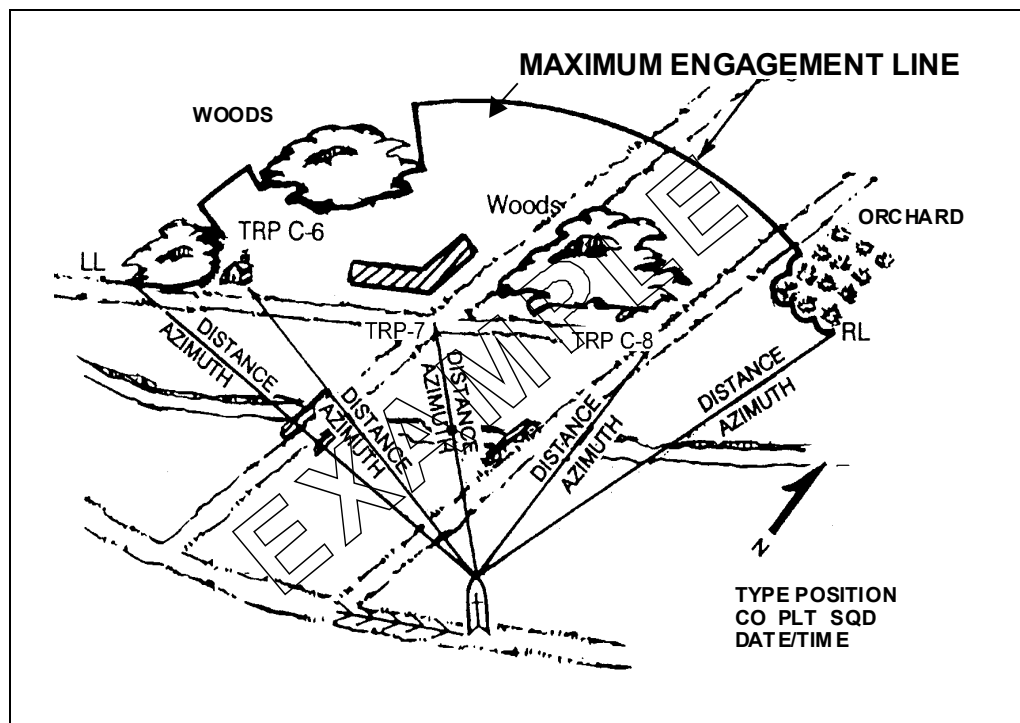 MAXIMUM ENGAGEMENT LINE
WOODS
Woods
ORCHARD
TRP C-6
LL
TRP-7
TRP C-8
RL
DISTANCE
AZIMUTH
DISTANCE
AZIMUTH
DISTANCE
AZIMUTH
DISTANCE
AZIMUTH
DISTANCE
AZIMUTH
EXAMPLE
N
TYPE POSITION
CO PLT SQD
DATE/TIME